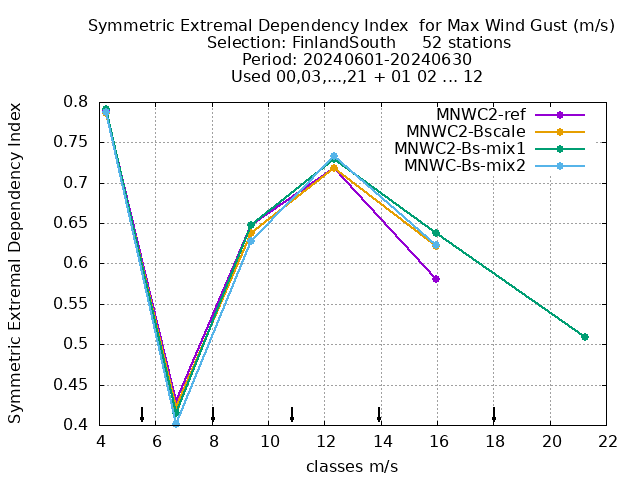 Symmetric Extremal Dependency Index  for Max Wind Gust (m/s)
Selection: FinlandSouth     52 stations
Period: 20240601-20240630
Used 00,03,...,21 + 01 02 ... 12
Symmetric Extremal Dependency Index
0.8
0.75
0.7
0.65
0.6
0.55
0.5
0.45
0.4
MNWC2-ref
MNWC2-Bscale
MNWC2-Bs-mix1
MNWC-Bs-mix2
4 6 8 10 12 14 16 18 20 22
classes m/s